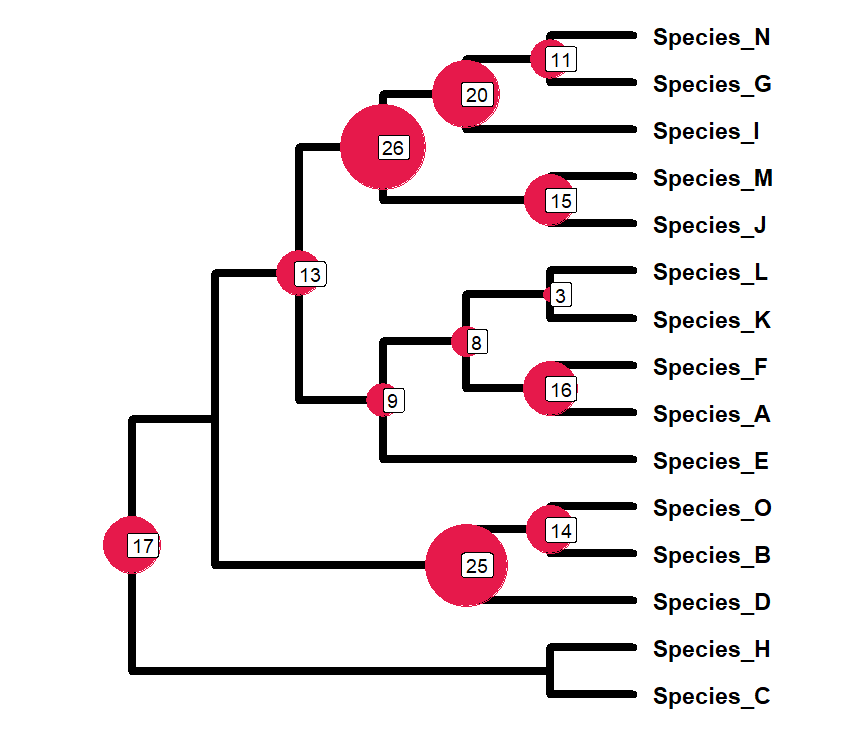 Species_N
11
Species_G
20
Species_I
26
Species_M
15
Species_J
13
Species_L
3
Species_K
8
Species_F
16
Species_A
9
Species_E
Species_O
14
Species_B
17
25
Species_D
Species_H
Species_C